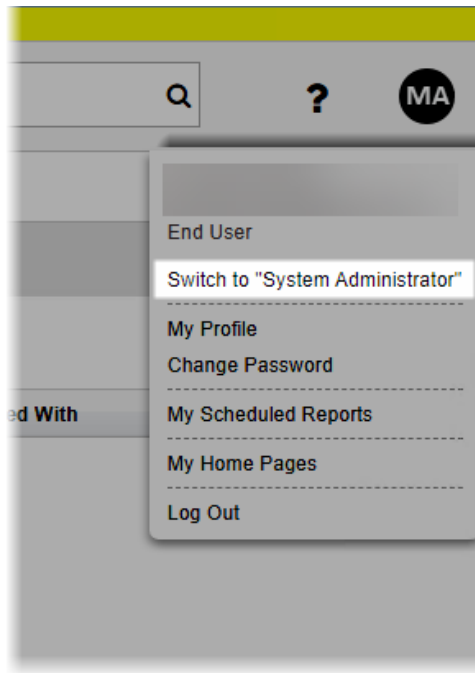 ?
MA
End User
Switch to "System Administrator"
My Profile
Change Password
ed With
My Scheduled Reports
My Home Pages
Log Out